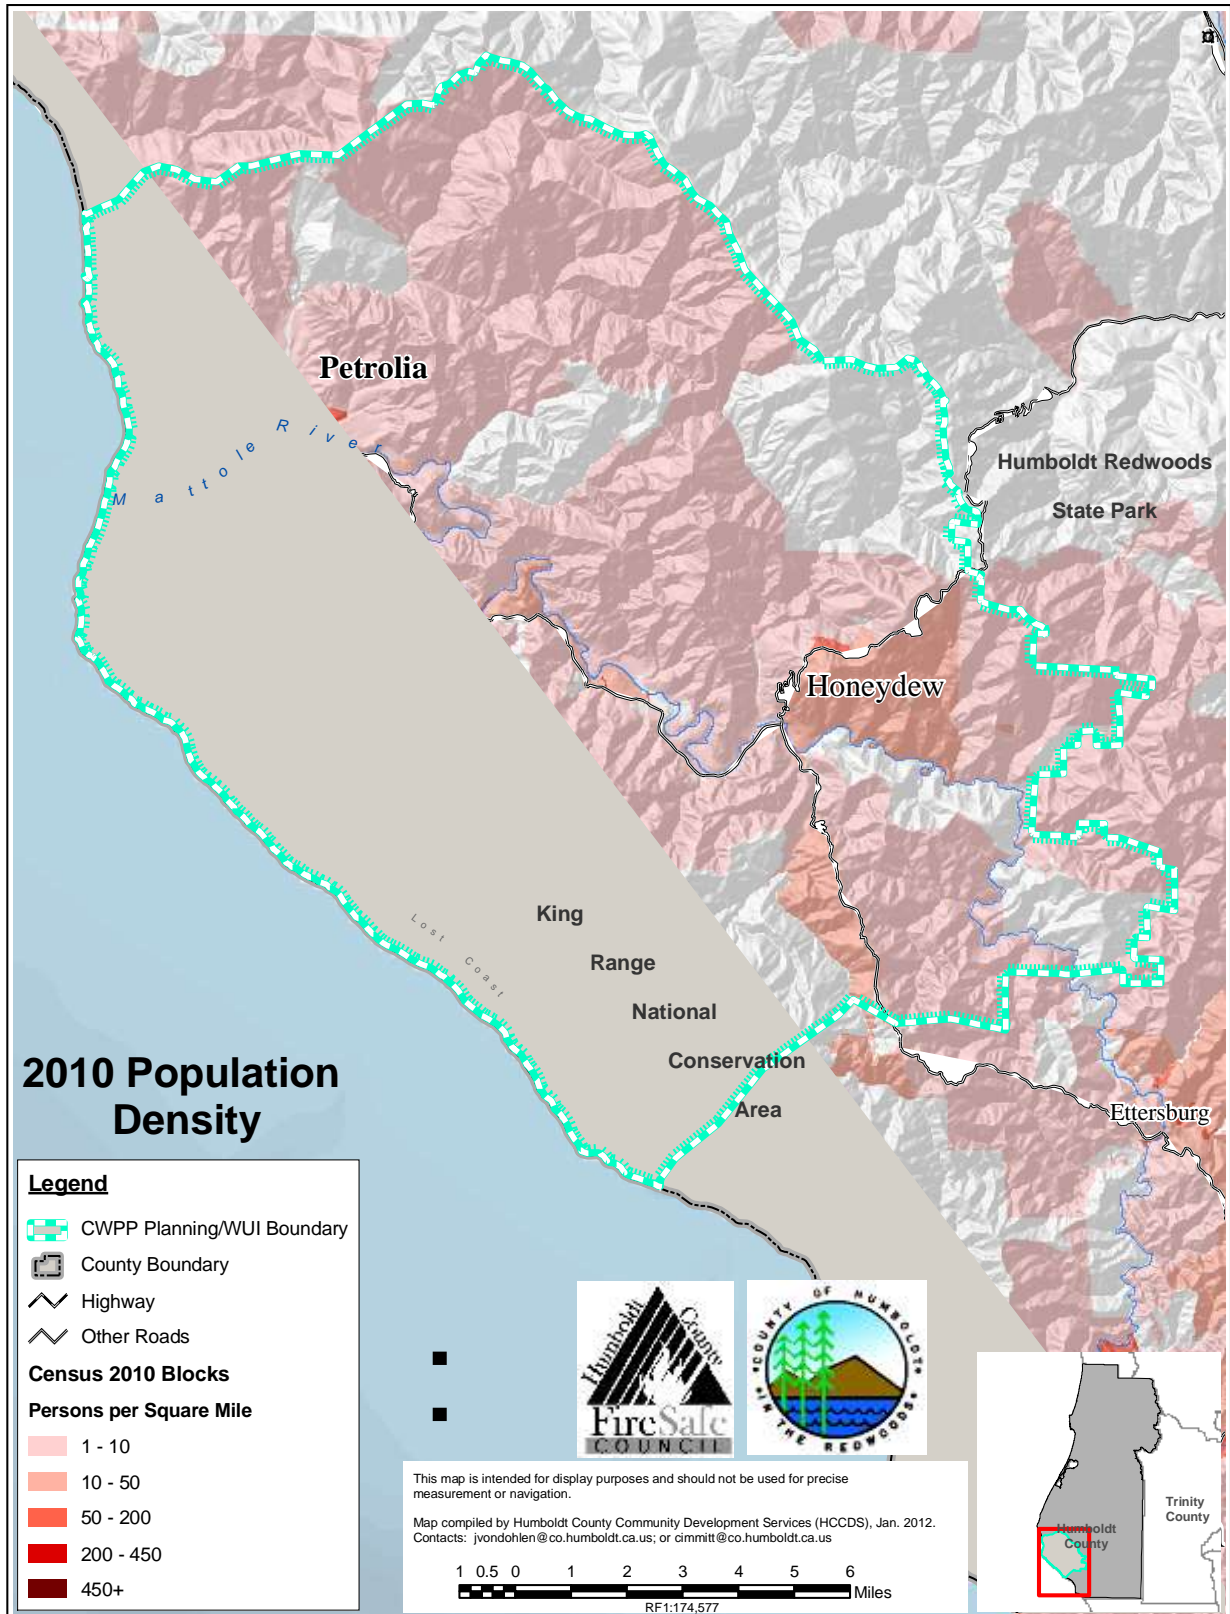 Petrolia
Mattole River
Humboldt Redwoods
State Park
Honeydew
King
Range
National
Conservation
Area
Lost
Coast
Ettersburg
2010 Population
Density
Legend
CWPP Planning/WUI Boundary
County Boundary
Highway
Other Roads
Census 2010 Blocks
Persons per Square Mile
1 - 10
10 - 50
50 - 200
200 - 450
450+
Humboldt County
FireSafe
COUNCIL
COUNTY OF HUMBOLDT
IN THE REDWOODS
This map is intended for display purposes and should not be used for precise
measurement or navigation.
Map compiled by Humboldt County Community Development Services (HCCDS), Jan. 2012.
Contacts: jvondohlen@co.humboldt.ca.us; or cimmitt@co.humboldt.ca.us
1 0.5 0 1 2 3 4 5 6
Miles
RF1:174,577
Trinity
County
Humboldt
County